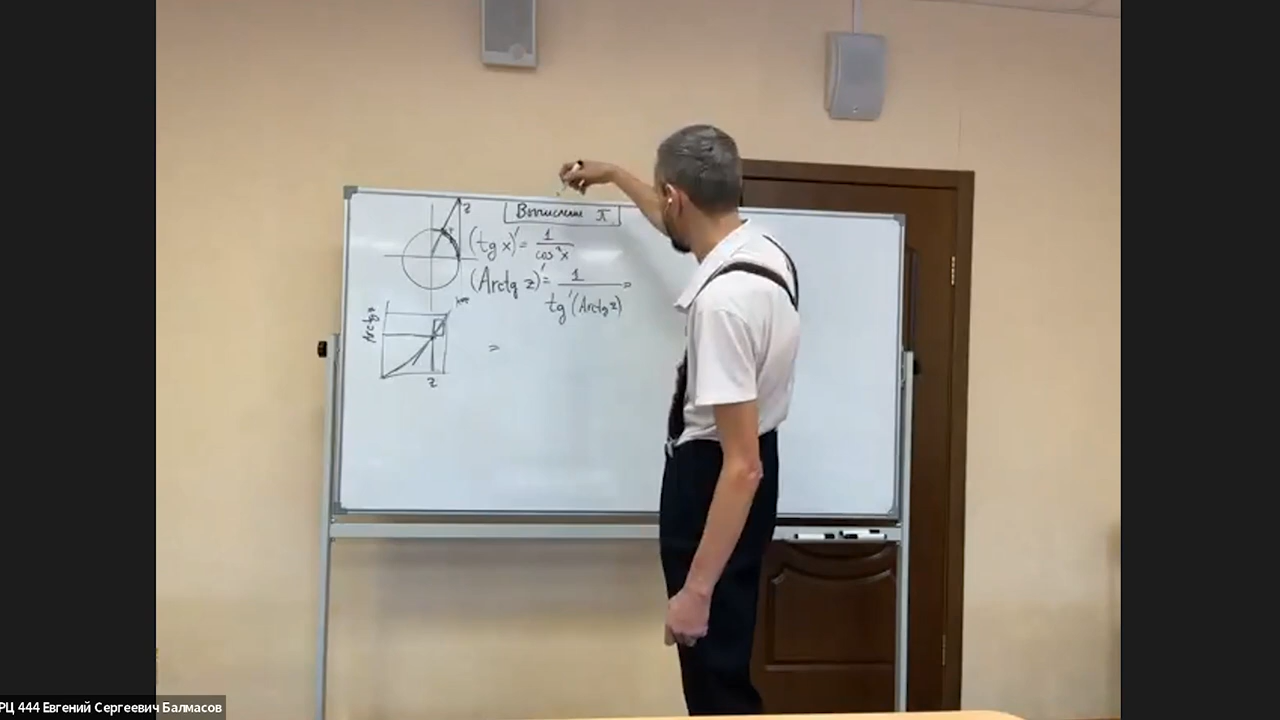 z
Вычисление π
(tg x)' = 1/cos²x
(Arctg z)' = 1/tg'(Arctg z) =
Arctg z
=
z
РЦ 444 Евгений Сергеевич Балмасов